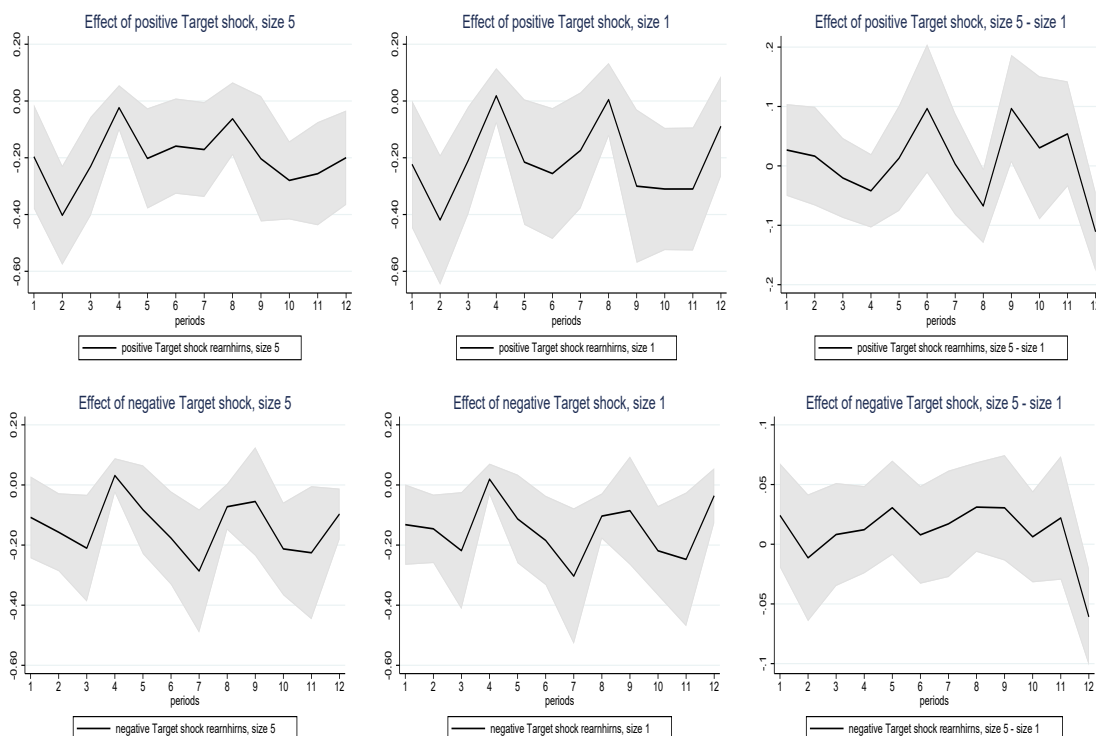 Effect of positive Target shock, size 5
0.20
0.00
-0.20
-0.40
-0.60
1 2 3 4 5 6 7 8 9 10 11 12
periods
positive Target shock rearnhirns, size 5
Effect of positive Target shock, size 1
0.20
0.00
-0.20
-0.40
-0.60
1 2 3 4 5 6 7 8 9 10 11 12
periods
positive Target shock rearnhirns, size 1
Effect of positive Target shock, size 5 - size 1
.2
.1
0
-.1
-.2
1 2 3 4 5 6 7 8 9 10 11 12
periods
positive Target shock rearnhirns, size 5 - size 1
Effect of negative Target shock, size 5
0.20
0.00
-0.20
-0.40
-0.60
1 2 3 4 5 6 7 8 9 10 11 12
periods
negative Target shock rearnhirns, size 5
Effect of negative Target shock, size 1
0.20
0.00
-0.20
-0.40
-0.60
1 2 3 4 5 6 7 8 9 10 11 12
periods
negative Target shock rearnhirns, size 1
Effect of negative Target shock, size 5 - size 1
.1
.05
0
-.05
-.1
1 2 3 4 5 6 7 8 9 10 11 12
periods
negative Target shock rearnhirns, size 5 - size 1